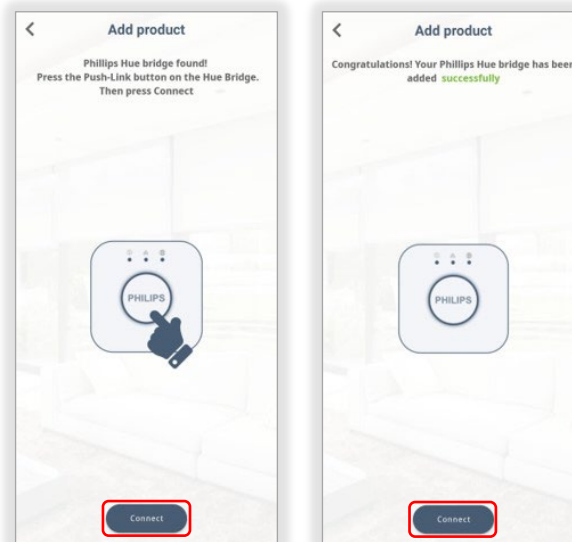 Add product
Phillips Hue bridge found!
Press the Push-Link button on the Hue Bridge.
Then press Connect
PHILIPS
Connect
Add product
Congratulations! Your Phillips Hue bridge has been
added successfully
PHILIPS
Connect